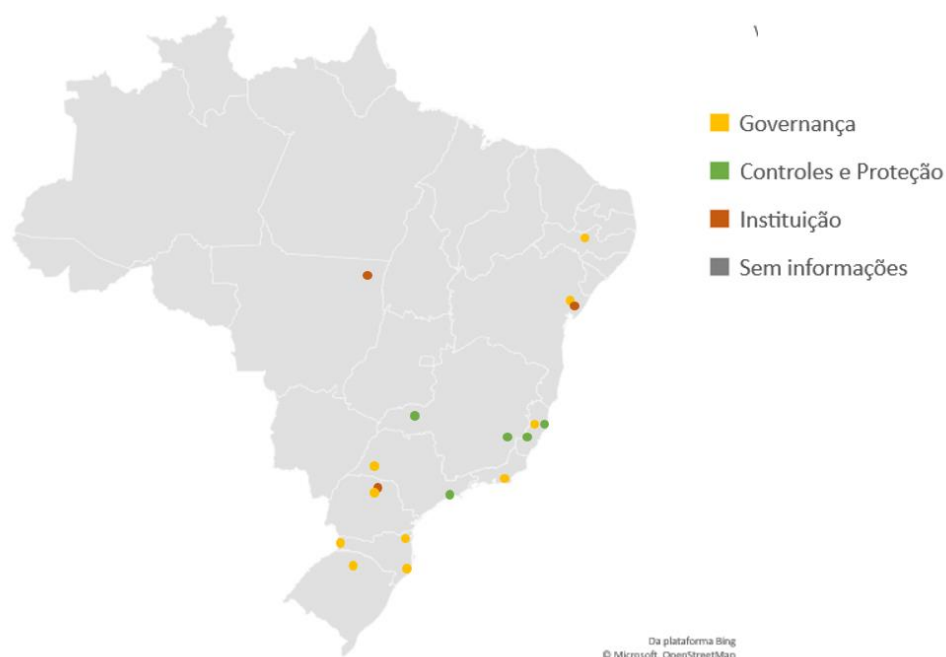 Governança
Controles e Proteção
Instituição
Sem informações
Da plataforma Bing
© Microsoft, OpenStreetMap